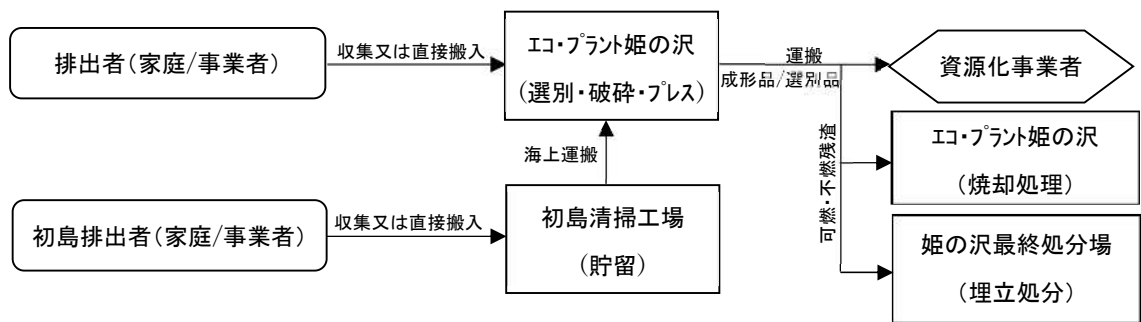 排出者(家庭/事業者)
収集又は直接搬入
エコ・プラント姫の沢
(選別・破砕・プレス)
運搬
成形品/選別品
資源化事業者
海上運搬
可燃・不燃残渣
エコ・プラント姫の沢
(焼却処理)
初島排出者(家庭/事業者)
収集又は直接搬入
初島清掃工場
(貯留)
姫の沢最終処分場
(埋立処分)